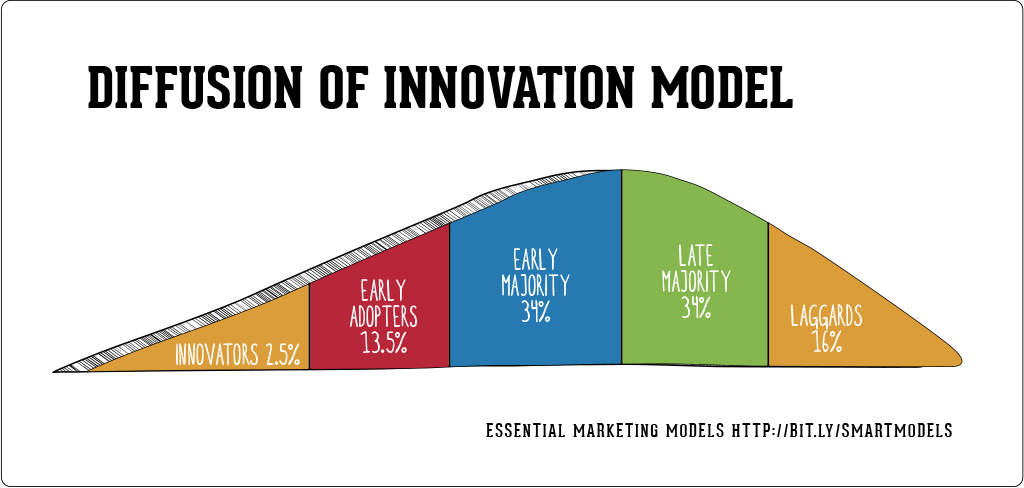 DIFFUSION OF INNOVATION MODEL
INNOVATORS 2.5%
EARLY
ADOPTERS
13.5%
EARLY
MAJORITY
34%
LATE
MAJORITY
34%
LAGGARDS
16%
ESSENTIAL MARKETING MODELS HTTP://BIT.LY/SMARTMODELS